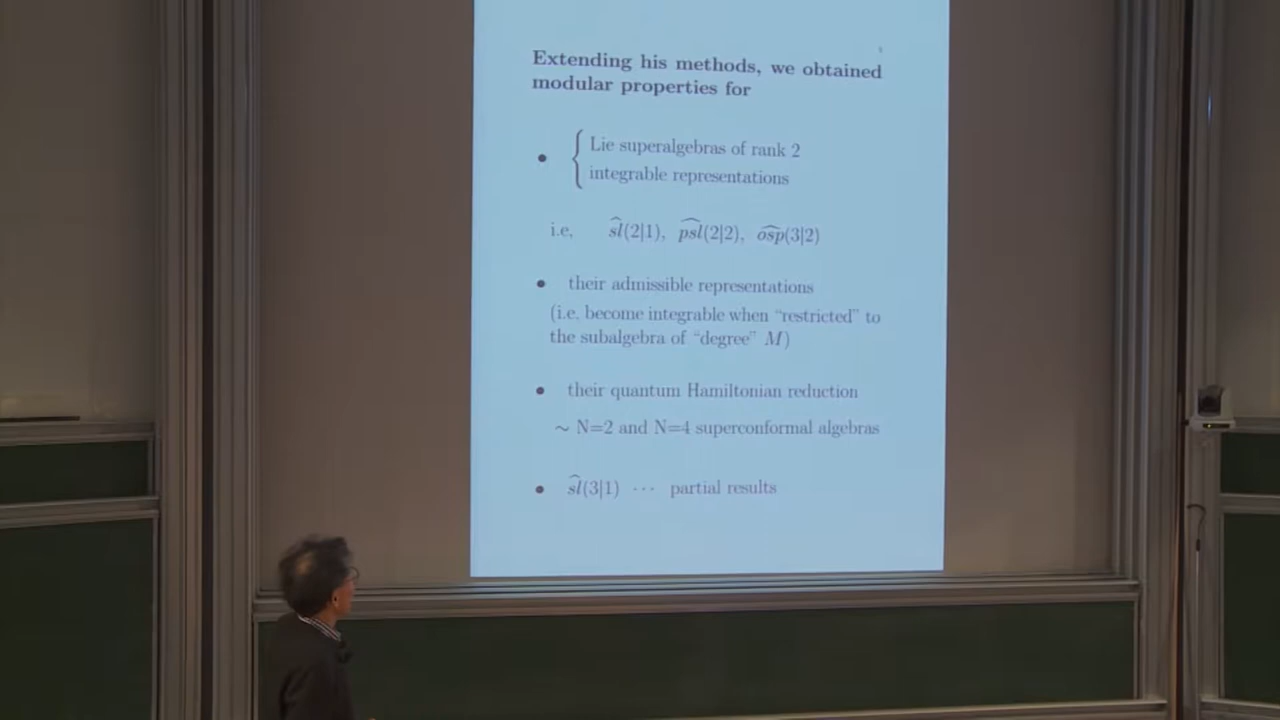 Extending his methods, we obtained
modular properties for
• { Lie superalgebras of rank 2
integrable representations
i.e. ŝl(2|1), p̂sl(2|2), ôsp(3|2)
• their admissible representations
(i.e. become integrable when “restricted” to
the subalgebra of “degree” M)
• their quantum Hamiltonian reduction
∼ N=2 and N=4 superconformal algebras
• ŝl(3|1) ··· partial results